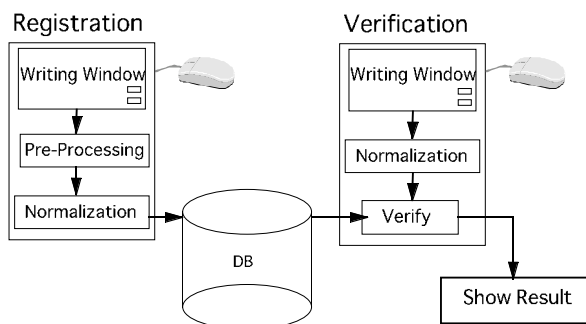 Registration
Writing Window
Pre-Processing
Normalization
DB
Verification
Writing Window
Normalization
Verify
Show Result